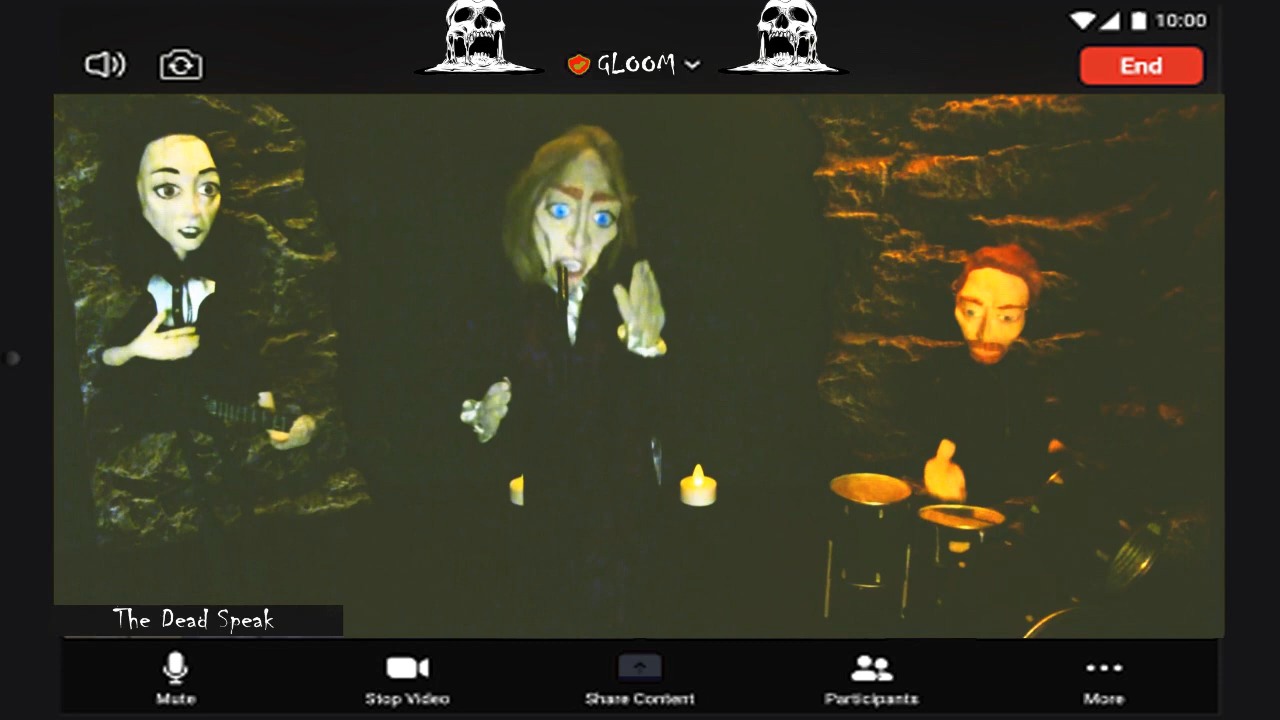 10:00
GLOOM
End
The Dead Speak
Mute
Stop Video
Share Content
Participants
More